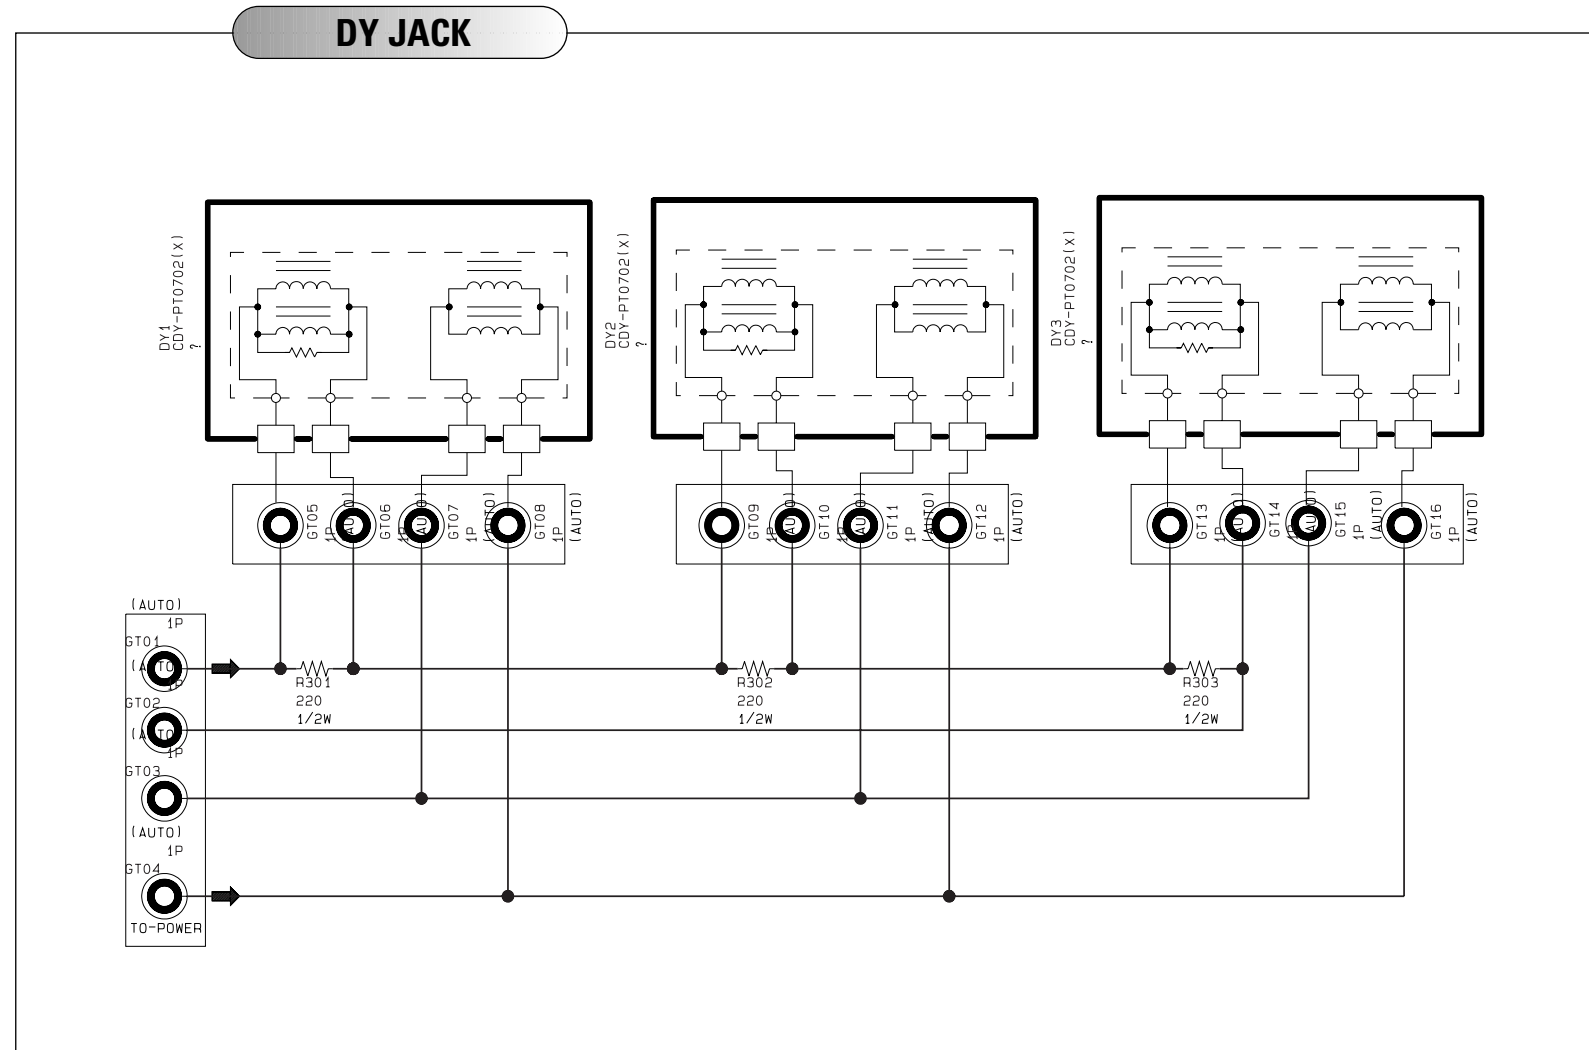 DY JACK
DY1
CDY-PT0702(X)
?
DY2
CDY-PT0702(X)
?
DY3
CDY-PT0702(X)
?
GT05
1P
(AUTO)
GT06
1P
(AUTO)
GT07
1P
(AUTO)
GT08
1P
(AUTO)
GT09
1P
(AUTO)
GT10
1P
(AUTO)
GT11
1P
(AUTO)
GT12
1P
(AUTO)
GT13
1P
(AUTO)
GT14
1P
(AUTO)
GT15
1P
(AUTO)
GT16
1P
(AUTO)
(AUTO)
1P
GT01
(AUTO)
1P
GT02
(AUTO)
1P
GT03
(AUTO)
1P
GT04
TO-POWER
R301
220
1/2W
R302
220
1/2W
R303
220
1/2W